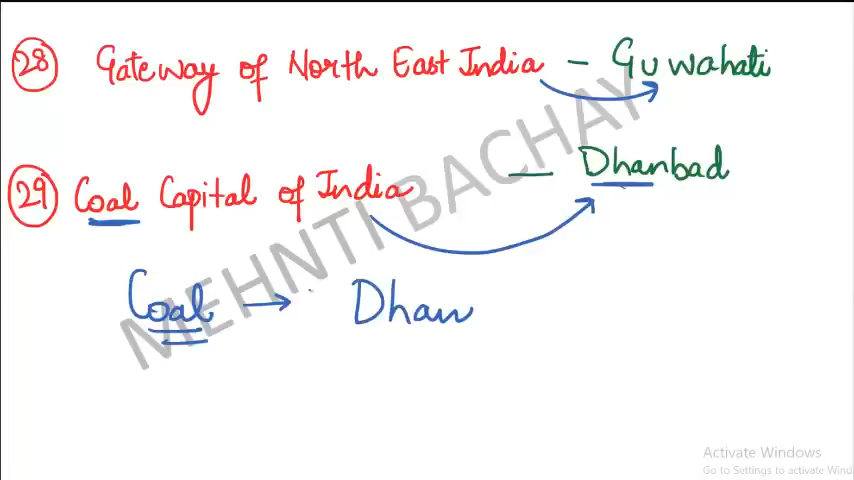 28 Gateway of North East India - Guwahati
29 Coal Capital of India - Dhanbad
Coal → Dhan
MEHNTI BACHAY
Activate Windows
Go to Settings to activate Wind